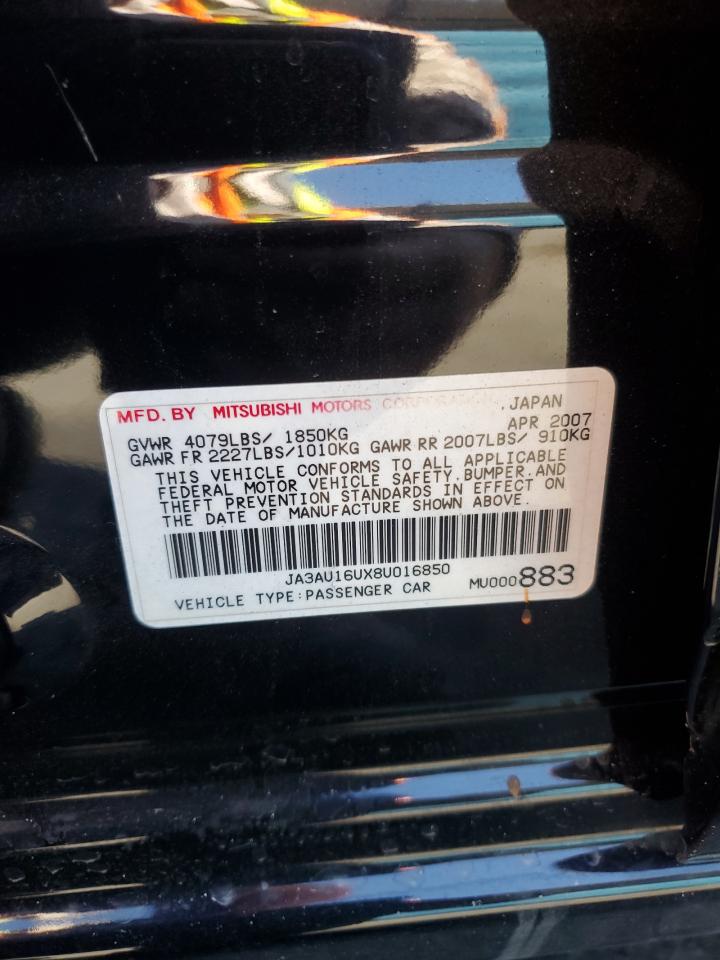 MFD. BY MITSUBISHI MOTORS CORPORATION, JAPAN
APR 2007
GVWR 4079LBS/ 1850KG
GAWR FR 2227LBS/1010KG GAWR RR 2007LBS/ 910KG
THIS VEHICLE CONFORMS TO ALL APPLICABLE
FEDERAL MOTOR VEHICLE SAFETY, BUMPER, AND
THEFT PREVENTION STANDARDS IN EFFECT ON
THE DATE OF MANUFACTURE SHOWN ABOVE.
JA3AU16UX8U016850
VEHICLE TYPE: PASSENGER CAR MU000883